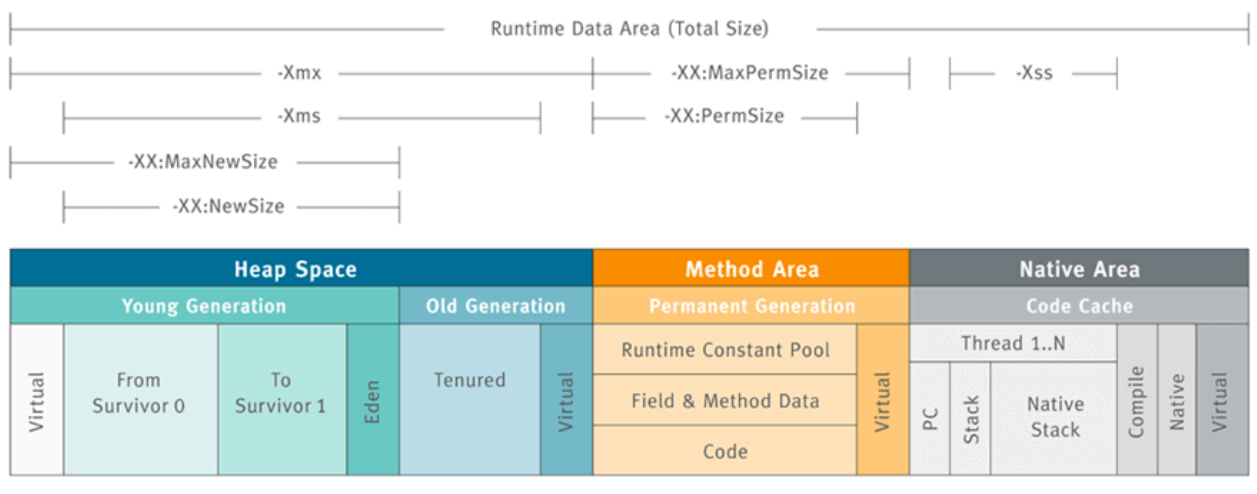 Runtime Data Area (Total Size)
-Xmx
-XX:MaxPermSize
-Xss
-Xms
-XX:PermSize
-XX:MaxNewSize
-XX:NewSize
Heap Space
Method Area
Native Area
Young Generation
Old Generation
Permanent Generation
Code Cache
Virtual
From
Survivor 0
To
Survivor 1
Eden
Tenured
Virtual
Runtime Constant Pool
Field & Method Data
Code
Virtual
Thread 1..N
PC
Stack
Native
Stack
Compile
Native
Virtual